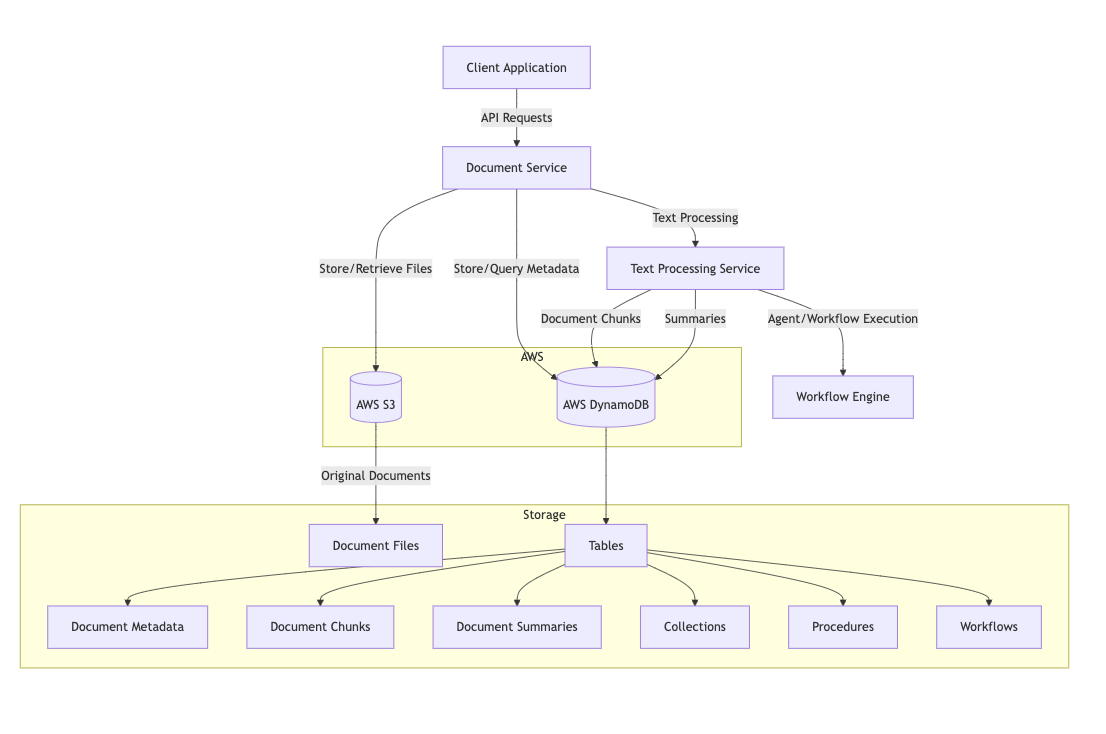 Client Application
API Requests
Document Service
Text Processing
Store/Retrieve Files
Store/Query Metadata
Text Processing Service
Document Chunks
Summaries
Agent/Workflow Execution
AWS
AWS S3
AWS DynamoDB
Workflow Engine
Original Documents
Storage
Document Files
Tables
Document Metadata
Document Chunks
Document Summaries
Collections
Procedures
Workflows